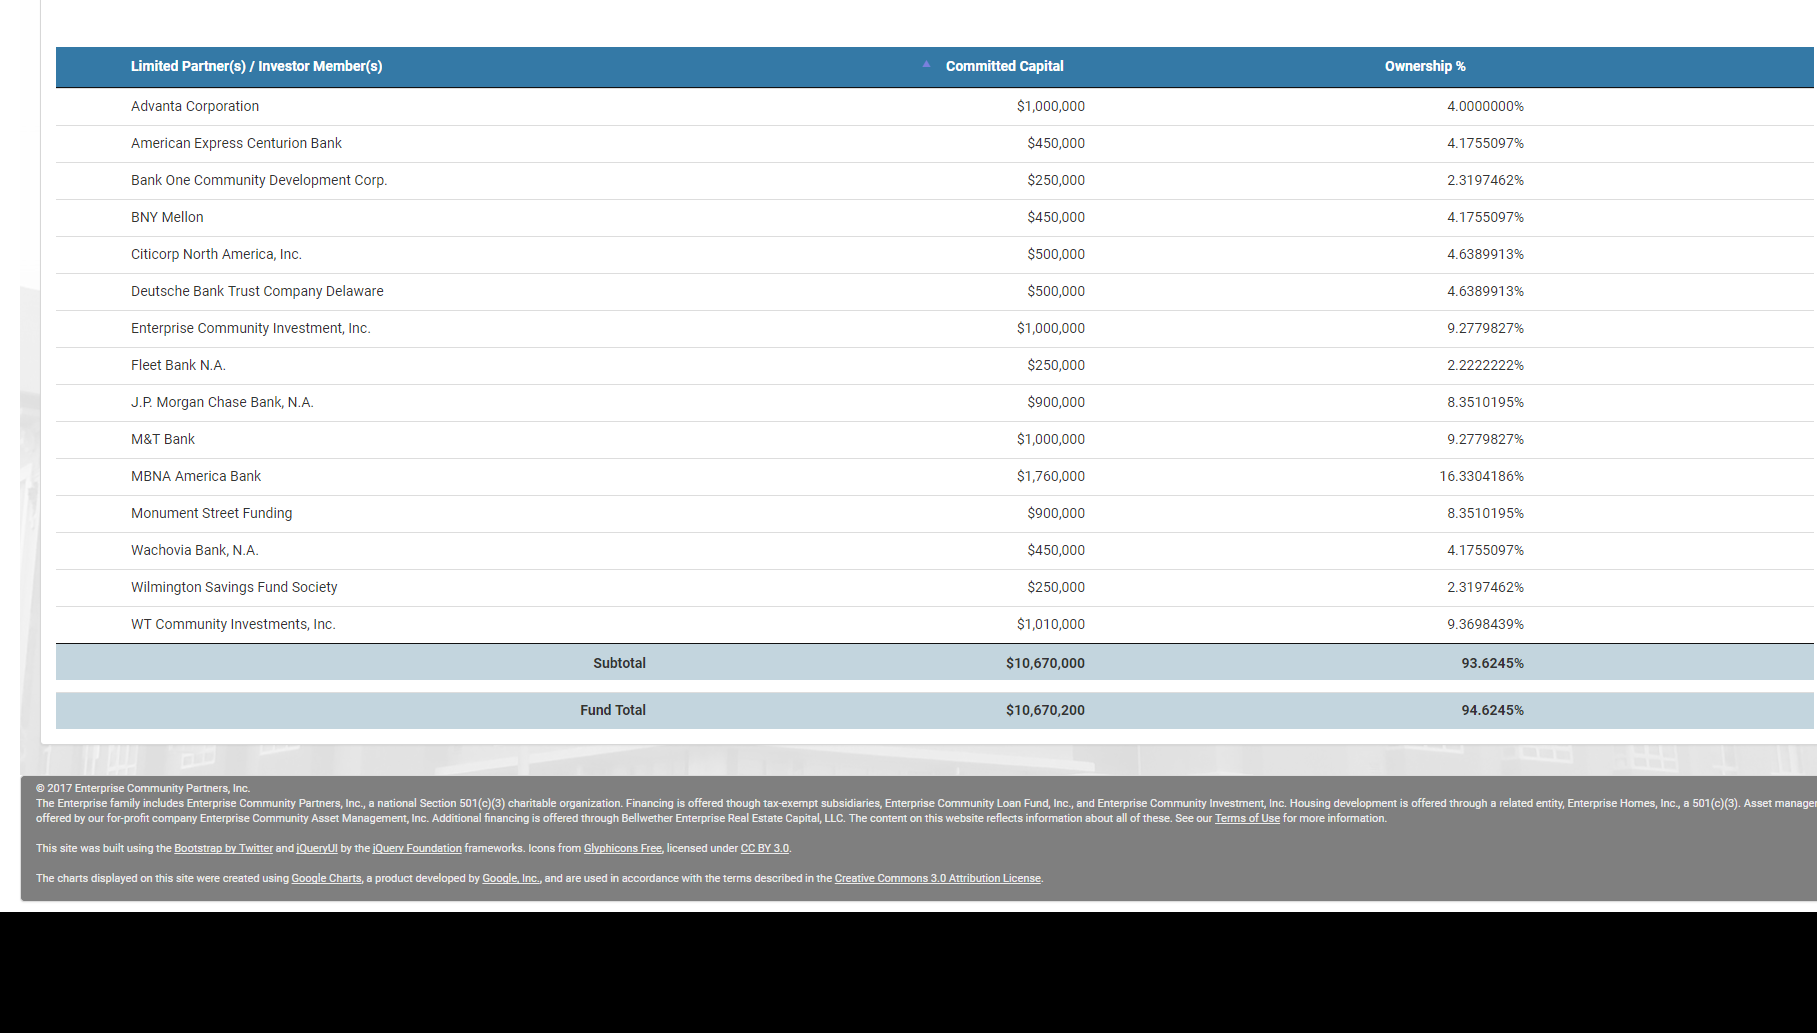 Limited Partner(s) / Investor Member(s) Committed Capital Ownership %
Advanta Corporation $1,000,000 4.0000000%
American Express Centurion Bank $450,000 4.1755097%
Bank One Community Development Corp. $250,000 2.3197462%
BNY Mellon $450,000 4.1755097%
Citicorp North America, Inc. $500,000 4.6389913%
Deutsche Bank Trust Company Delaware $500,000 4.6389913%
Enterprise Community Investment, Inc. $1,000,000 9.2779827%
Fleet Bank N.A. $250,000 2.2222222%
J.P. Morgan Chase Bank, N.A. $900,000 8.3510195%
M&T Bank $1,000,000 9.2779827%
MBNA America Bank $1,760,000 16.3304186%
Monument Street Funding $900,000 8.3510195%
Wachovia Bank, N.A. $450,000 4.1755097%
Wilmington Savings Fund Society $250,000 2.3197462%
WT Community Investments, Inc. $1,010,000 9.3698439%
Subtotal $10,670,000 93.6245%
Fund Total $10,670,200 94.6245%
© 2017 Enterprise Community Partners, Inc.
The Enterprise family includes Enterprise Community Partners, Inc., a national Section 501(c)(3) charitable organization. Financing is offered though tax-exempt subsidiaries, Enterprise Community Loan Fund, Inc., and Enterprise Community Investment, Inc. Housing development is offered through a related entity, Enterprise Homes, Inc., a 501(c)(3). Asset manager
offered by our for-profit company Enterprise Community Asset Management, Inc. Additional financing is offered through Bellwether Enterprise Real Estate Capital, LLC. The content on this website reflects information about all of these. See our Terms of Use for more information.
This site was built using the Bootstrap by Twitter and jQueryUI by the jQuery Foundation frameworks. Icons from Glyphicons Free, licensed under CC BY 3.0.
The charts displayed on this site were created using Google Charts, a product developed by Google, Inc., and are used in accordance with the terms described in the Creative Commons 3.0 Attribution License.